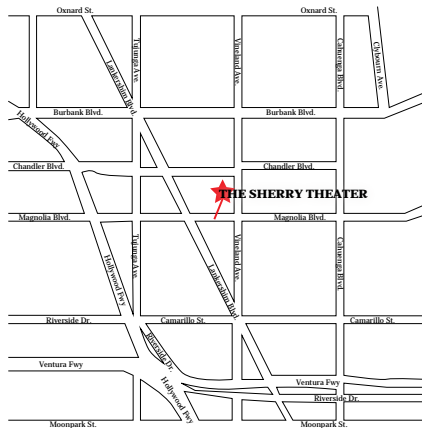 Oxnard St.
Tujunga Ave.
Lankershim Blvd.
Vineland Ave.
Cahuenga Blvd.
Clybourn Ave.
Burbank Blvd.
Burbank Blvd.
Hollywood Fwy
Chandler Blvd.
Chandler Blvd.
THE SHERRY THEATER
Magnolia Blvd.
Magnolia Blvd.
Hollywood Fwy
Tujunga Ave.
Lankershim Blvd.
Vineland Ave.
Cahuenga Blvd.
Riverside Dr.
Camarillo St.
Camarillo St.
Riverside Dr.
Ventura Fwy
Hollywood Fwy
Ventura Fwy
Riverside Dr.
Moonpark St.
Moonpark St.